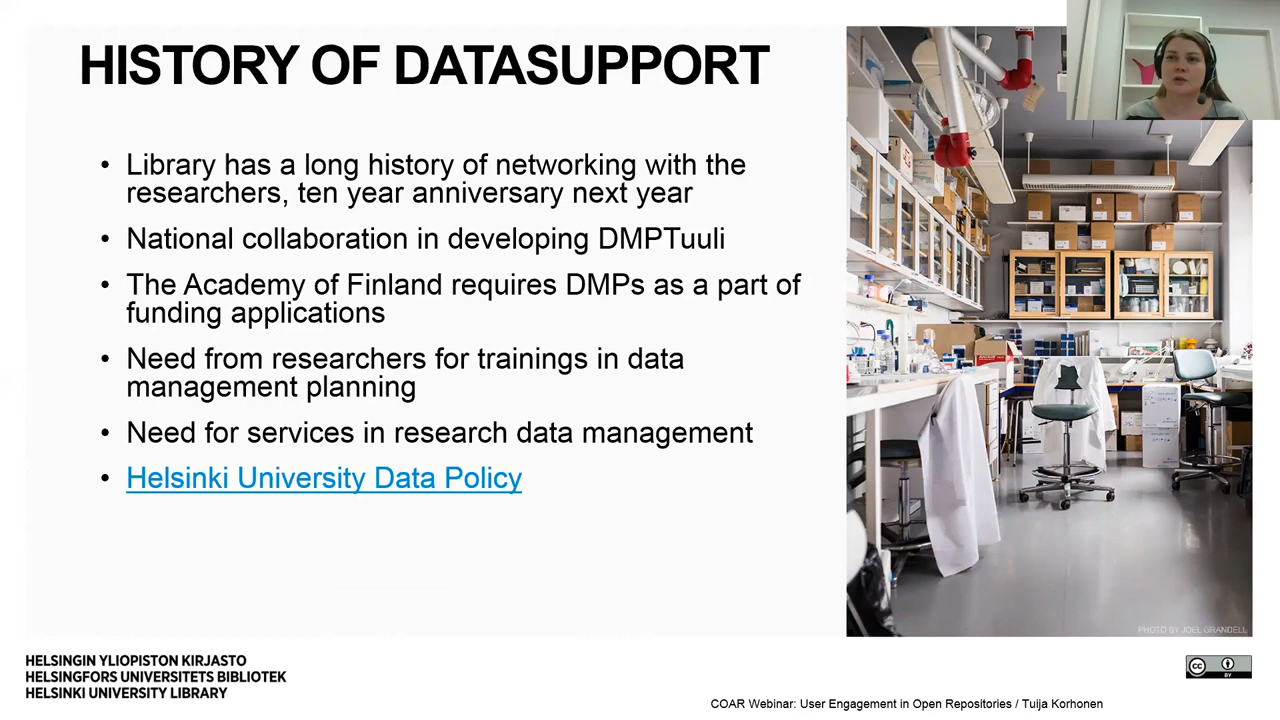 HISTORY OF DATASUPPORT
• Library has a long history of networking with the
researchers, ten year anniversary next year
• National collaboration in developing DMPTuuli
• The Academy of Finland requires DMPs as a part of
funding applications
• Need from researchers for trainings in data
management planning
• Need for services in research data management
• Helsinki University Data Policy
PHOTO BY JOEL GRANDELL
HELSINGIN YLIOPISTON KIRJASTO
HELSINGFORS UNIVERSITETS BIBLIOTEK
HELSINKI UNIVERSITY LIBRARY
CC BY
COAR Webinar: User Engagement in Open Repositories / Tuija Korhonen